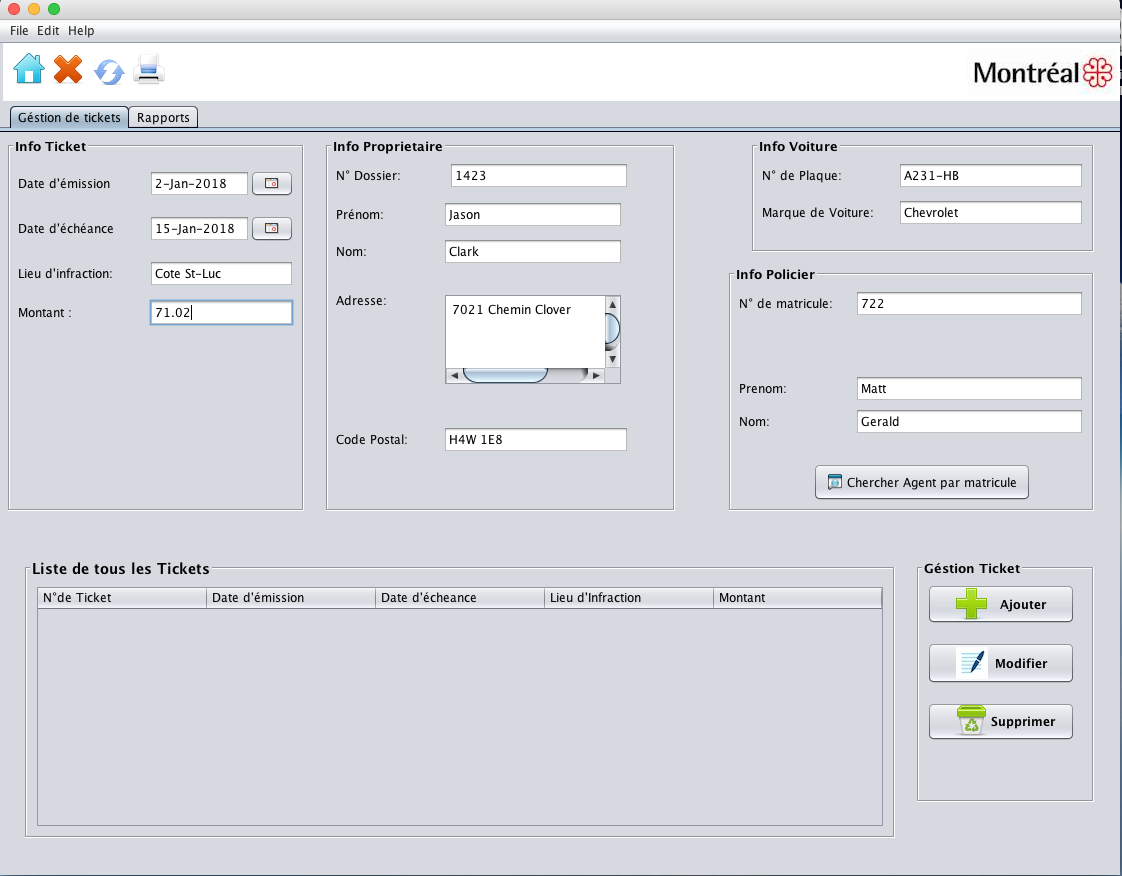 File Edit Help
Montréal
Géstion de tickets Rapports
Info Ticket
Date d'émission 2-Jan-2018
Date d'échéance 15-Jan-2018
Lieu d'infraction: Cote St-Luc
Montant : 71.02
Info Proprietaire
N° Dossier: 1423
Prénom: Jason
Nom: Clark
Adresse: 7021 Chemin Clover
Code Postal: H4W 1E8
Info Voiture
N° de Plaque: A231-HB
Marque de Voiture: Chevrolet
Info Policier
N° de matricule: 722
Prenom: Matt
Nom: Gerald
Chercher Agent par matricule
Liste de tous les Tickets
N°de Ticket Date d'émission Date d'écheance Lieu d'Infraction Montant
Géstion Ticket
Ajouter
Modifier
Supprimer